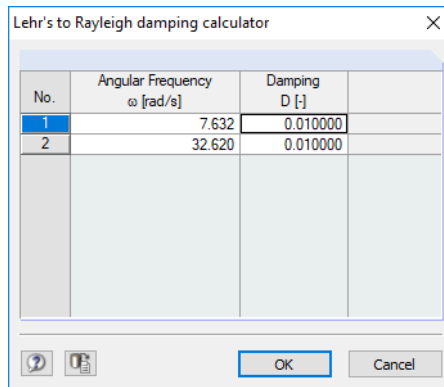 Lehr's to Rayleigh damping calculator
No. Angular Frequency ω [rad/s] Damping D [-]
1 7.632 0.010000
2 32.620 0.010000
OK Cancel